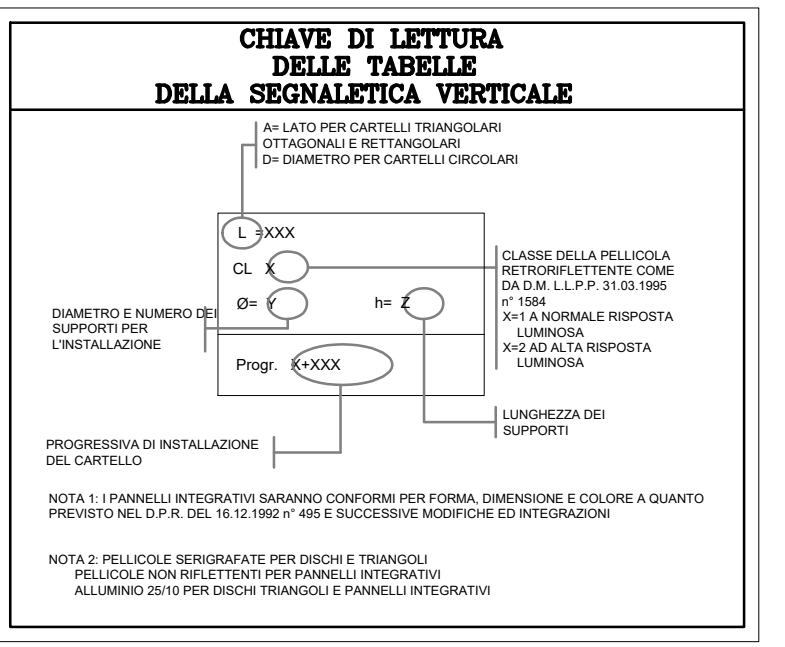 CHIAVE DI LETTURA
DELLE TABELLE
DELLA SEGNALETICA VERTICALE
A= LATO PER CARTELLI TRIANGOLARI
OTTAGONALI E RETTANGOLARI
D= DIAMETRO PER CARTELLI CIRCOLARI
L =XXX
CL X
Ø= Y h= Z
Progr. X+XXX
CLASSE DELLA PELLICOLA
RETRORIFLETTENTE COME
DA D.M. L.L.P.P. 31.03.1995
n° 1584
X=1 A NORMALE RISPOSTA
LUMINOSA
X=2 AD ALTA RISPOSTA
LUMINOSA
DIAMETRO E NUMERO DEI
SUPPORTI PER
L'INSTALLAZIONE
LUNGHEZZA DEI
SUPPORTI
PROGRESSIVA DI INSTALLAZIONE
DEL CARTELLO
NOTA 1: I PANNELLI INTEGRATIVI SARANNO CONFORMI PER FORMA, DIMENSIONE E COLORE A QUANTO
PREVISTO NEL D.P.R. DEL 16.12.1992 n° 495 E SUCCESSIVE MODIFICHE ED INTEGRAZIONI
NOTA 2: PELLICOLE SERIGRAFATE PER DISCHI E TRIANGOLI
PELLICOLE NON RIFLETTENTI PER PANNELLI INTEGRATIVI
ALLUMINIO 25/10 PER DISCHI TRIANGOLI E PANNELLI INTEGRATIVI